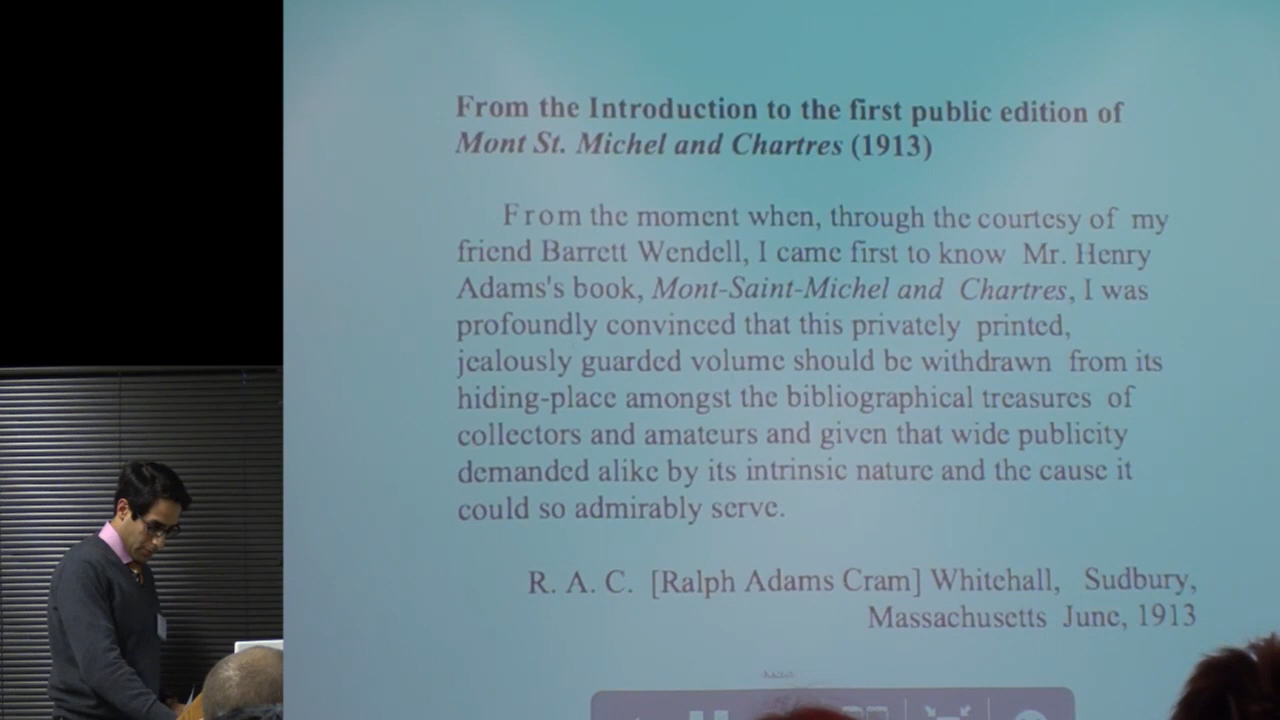 From the Introduction to the first public edition of
Mont St. Michel and Chartres (1913)
From the moment when, through the courtesy of my
friend Barrett Wendell, I came first to know Mr. Henry
Adams's book, Mont-Saint-Michel and Chartres, I was
profoundly convinced that this privately printed,
jealously guarded volume should be withdrawn from its
hiding-place amongst the bibliographical treasures of
collectors and amateurs and given that wide publicity
demanded alike by its intrinsic nature and the cause it
could so admirably serve.
R. A. C. [Ralph Adams Cram] Whitehall, Sudbury,
Massachusetts June, 1913